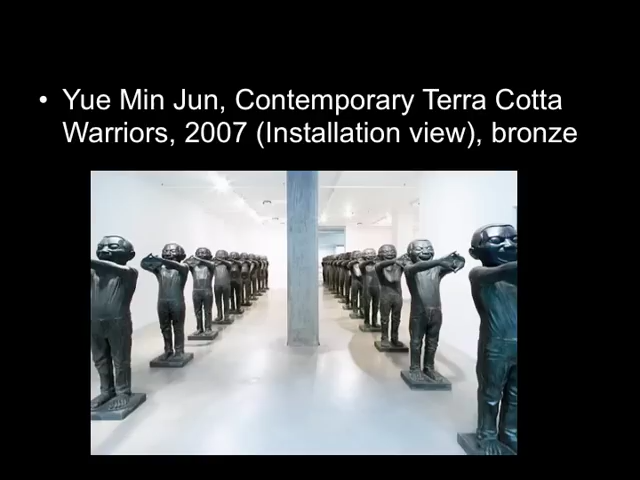 • Yue Min Jun, Contemporary Terra Cotta
Warriors, 2007 (Installation view), bronze